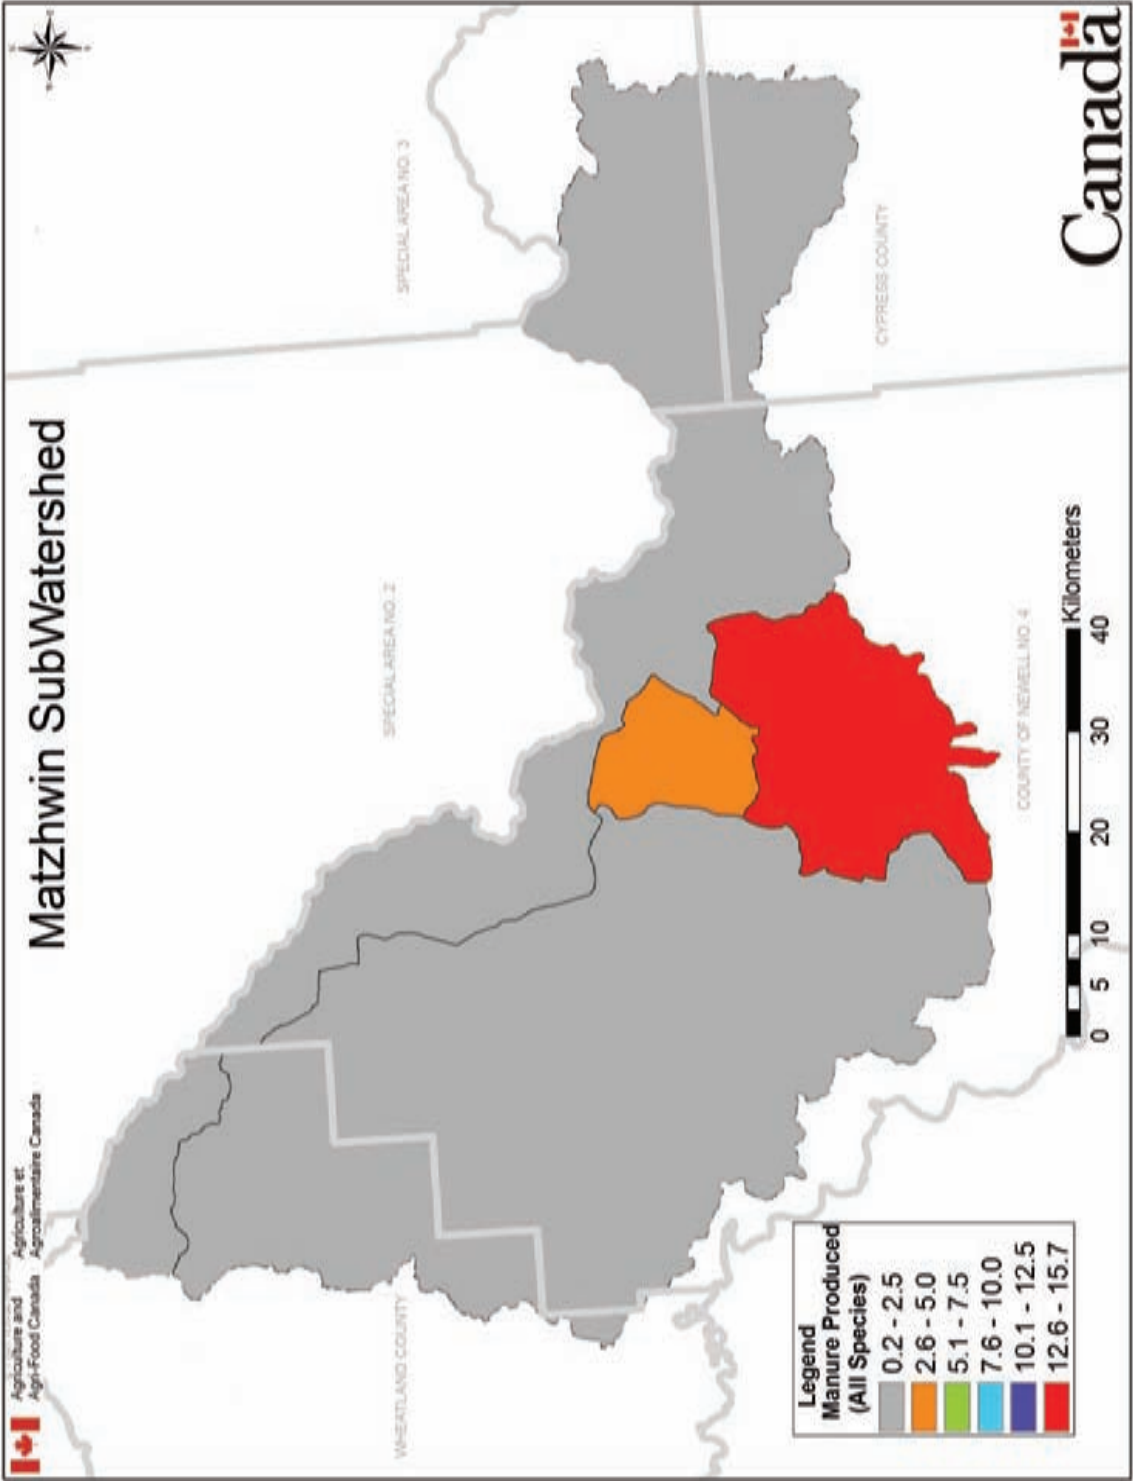 Agriculture and
Agri-Food Canada
Agriculture et
Agroalimentaire Canada
Matzhwin SubWatershed
SPECIAL AREA NO. 3
SPECIAL AREA NO. 2
WHEATLAND COUNTY
CYPRESS COUNTY
COUNTY OF NEWELL NO. 4
Legend
Manure Produced
(All Species)
0.2 - 2.5
2.6 - 5.0
5.1 - 7.5
7.6 - 10.0
10.1 - 12.5
12.6 - 15.7
0 5 10 20 30 40
Kilometers
Canada